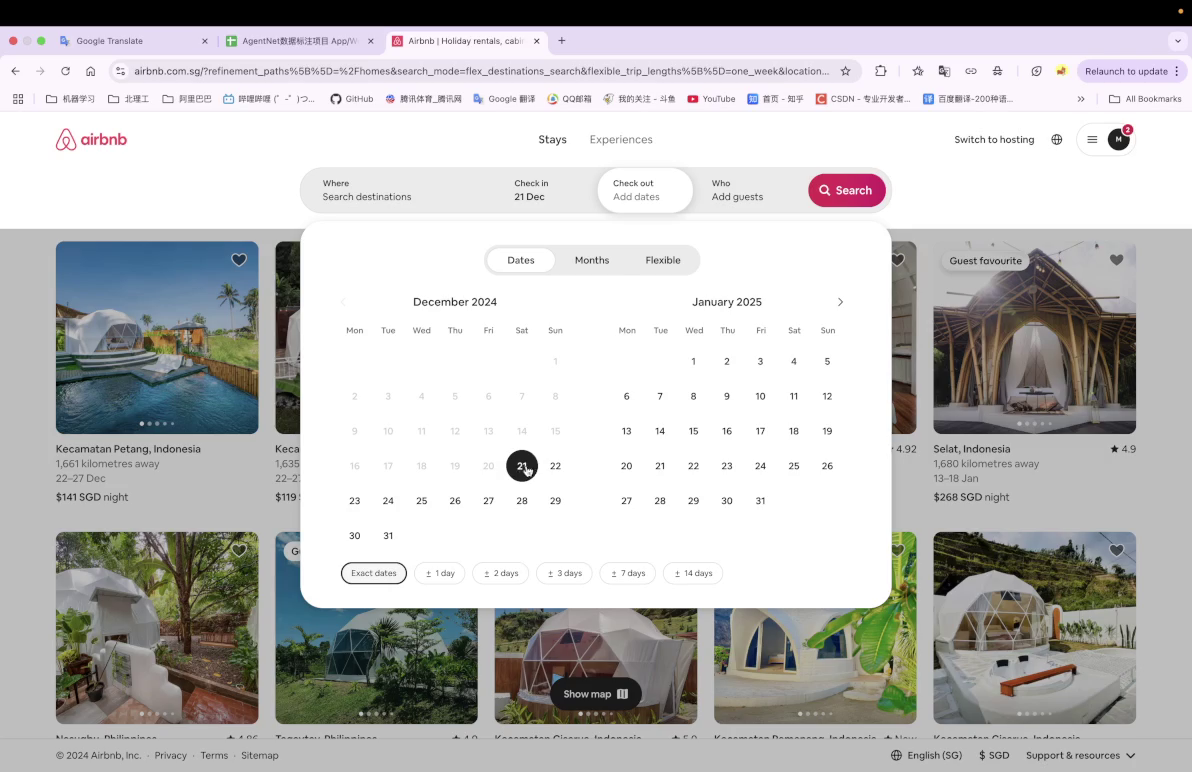 Google Translate
AgentNet数据标注项目 App/W
Airbnb | Holiday rentals, cabi
airbnb.com.sg/?refinement_paths%5B%5D=%2Fhomes&search_mode=flex_destinations_search&flexible_trip_lengths%5B%5D=one_week&location...
Relaunch to update
机器学习
北理工
阿里巴巴
哔哩哔哩 (゜-゜)つ...
GitHub
腾讯体育_腾讯网
Google 翻译
QQ邮箱
我的关注 - 斗鱼
YouTube
首页 - 知乎
CSDN - 专业开发者...
百度翻译-200种语...
All Bookmarks
airbnb
Stays
Experiences
Switch to hosting
M
2
Where
Search destinations
Check in
21 Dec
Check out
Add dates
Who
Add guests
Search
Dates
Months
Flexible
December 2024
Mon Tue Wed Thu Fri Sat Sun
1
2 3 4 5 6 7 8
9 10 11 12 13 14 15
16 17 18 19 20 21 22
23 24 25 26 27 28 29
30 31
January 2025
Mon Tue Wed Thu Fri Sat Sun
1 2 3 4 5
6 7 8 9 10 11 12
13 14 15 16 17 18 19
20 21 22 23 24 25 26
27 28 29 30 31
Exact dates
± 1 day
± 2 days
± 3 days
± 7 days
± 14 days
Guest favourite
Kecamatan Petang, Indonesia
1,661 kilometres away
22–27 Dec
$141 SGD night
Keca
1,635
22–27
$119
4.92
Selat, Indonesia
4.9
1,680 kilometres away
13–18 Jan
$268 SGD night
Show map
© 2024 Airbnb, Inc. · Privacy · Terms · Sitemap
English (SG)
$ SGD
Support & resources